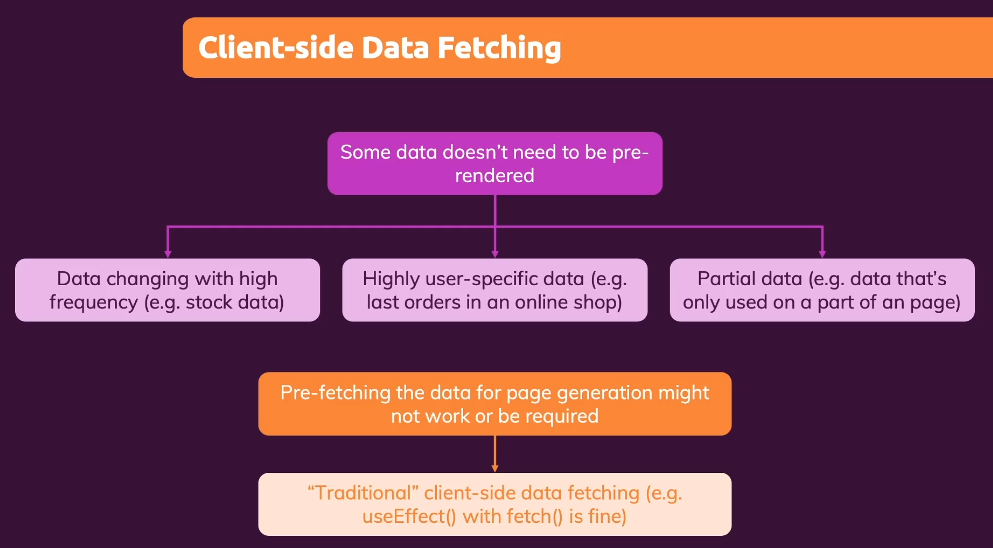 Client-side Data Fetching
Some data doesn't need to be pre-
rendered
Data changing with high
frequency (e.g. stock data)
Highly user-specific data (e.g.
last orders in an online shop)
Partial data (e.g. data that's
only used on a part of an page)
Pre-fetching the data for page generation might
not work or be required
“Traditional” client-side data fetching (e.g.
useEffect() with fetch() is fine)